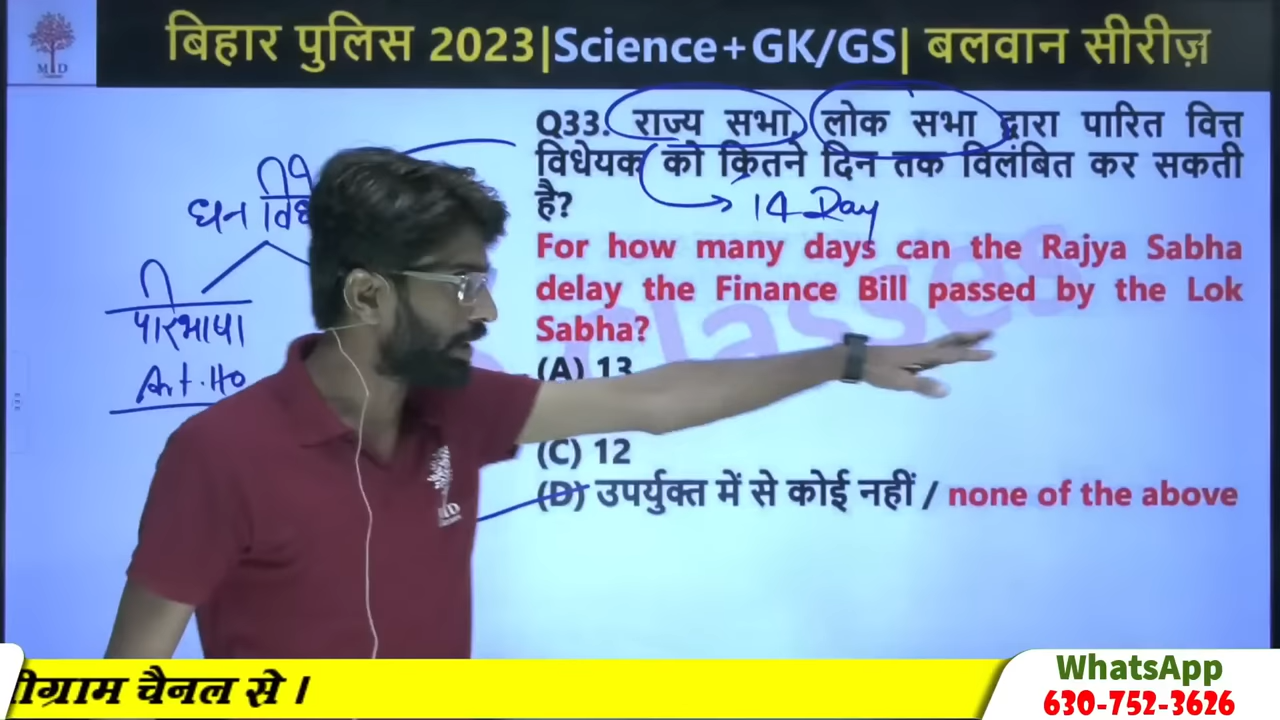 बिहार पुलिस 2023|Science+GK/GS| बलवान सीरीज़
Q33. राज्य सभा, लोक सभा द्वारा पारित वित्त
विधेयक को कितने दिन तक विलंबित कर सकती
है?
14 Day
For how many days can the Rajya Sabha
delay the Finance Bill passed by the Lok
Sabha?
(A) 13
(C) 12
(D) उपर्युक्त में से कोई नहीं / none of the above
धन
परिभाषा
Art. 110
Classes
MD
ग्राम चैनल से ।
WhatsApp
630-752-3626